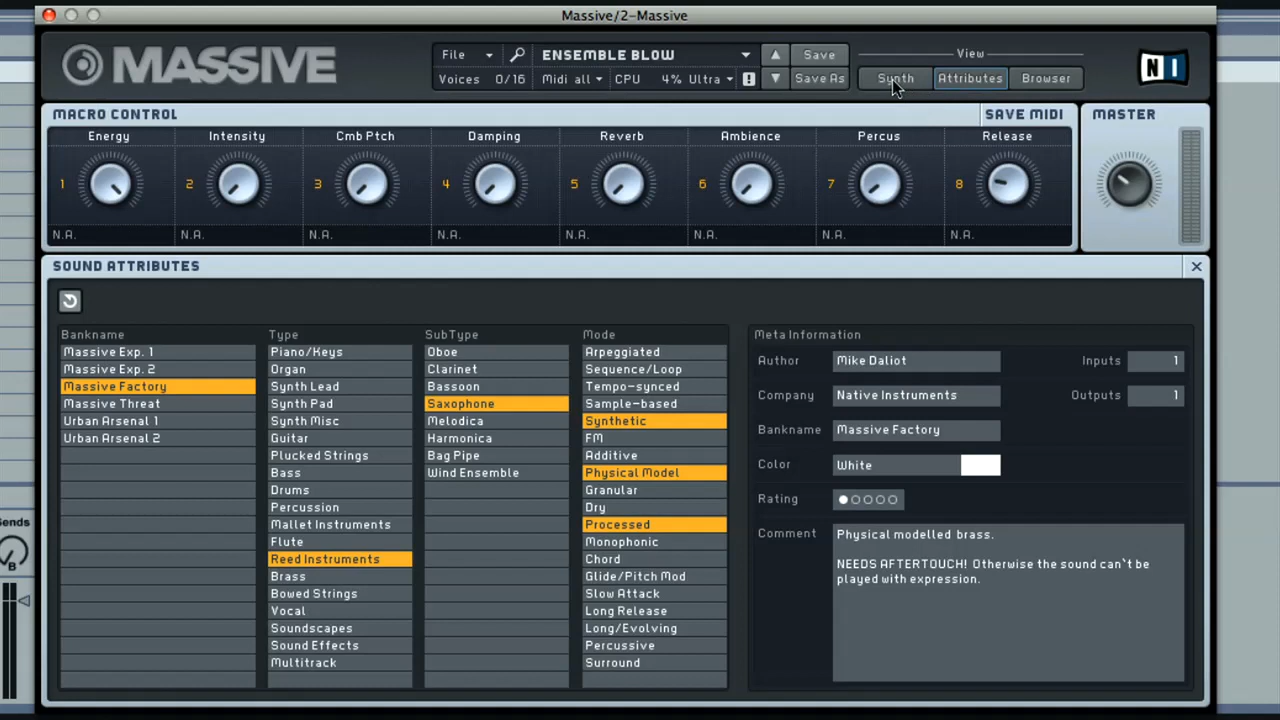 Massive/2-Massive
MASSIVE
File
ENSEMBLE BLOW
Save
View
Voices 0/16 Midi all CPU 4% Ultra
Save As
Synth
Attributes
Browser
NI
MACRO CONTROL
SAVE MIDI
MASTER
Energy Intensity Cmb Ptch Damping Reverb Ambience Percus Release
1 2 3 4 5 6 7 8
N.A. N.A. N.A. N.A. N.A. N.A. N.A. N.A.
SOUND ATTRIBUTES
Bankname
Massive Exp. 1
Massive Exp. 2
Massive Factory
Massive Threat
Urban Arsenal 1
Urban Arsenal 2
Type
Piano/Keys
Organ
Synth Lead
Synth Pad
Synth Misc
Guitar
Plucked Strings
Bass
Drums
Percussion
Mallet Instruments
Flute
Reed Instruments
Brass
Bowed Strings
Vocal
Soundscapes
Sound Effects
Multitrack
SubType
Oboe
Clarinet
Bassoon
Saxophone
Melodica
Harmonica
Bag Pipe
Wind Ensemble
Mode
Arpeggiated
Sequence/Loop
Tempo-synced
Sample-based
Synthetic
FM
Additive
Physical Model
Granular
Dry
Processed
Monophonic
Chord
Glide/Pitch Mod
Slow Attack
Long Release
Long/Evolving
Percussive
Surround
Meta Information
Author Mike Daliot Inputs 1
Company Native Instruments Outputs 1
Bankname Massive Factory
Color White
Rating
Comment Physical modelled brass.
NEEDS AFTERTOUCH! Otherwise the sound can`t be
played with expression.
Sends
B